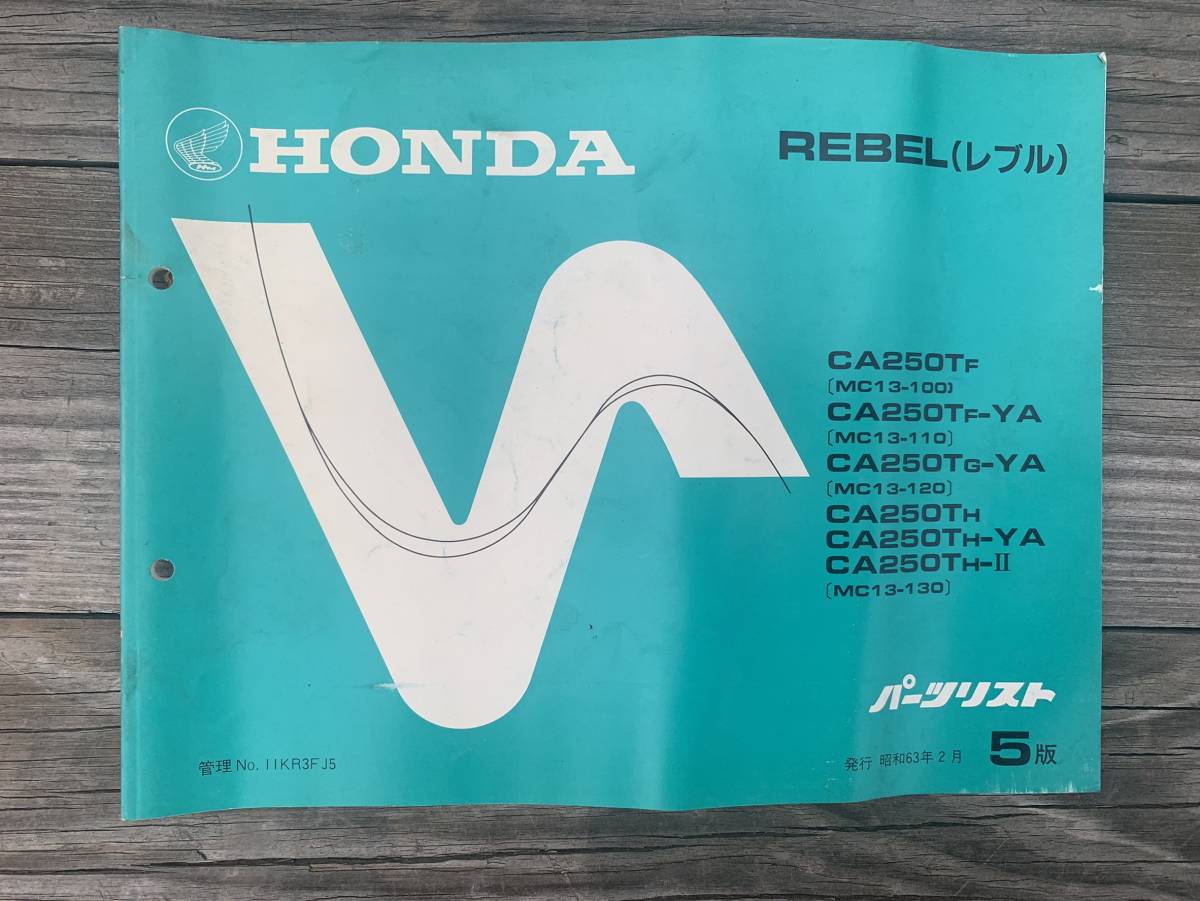 HONDA
REBEL(レブル)
CA250TF
〔MC13-100〕
CA250TF-YA
〔MC13-110〕
CA250TG-YA
〔MC13-120〕
CA250TH
CA250TH-YA
CA250TH-II
〔MC13-130〕
パーツリスト
管理No. 11KR3FJ5
発行 昭和63年2月 5版